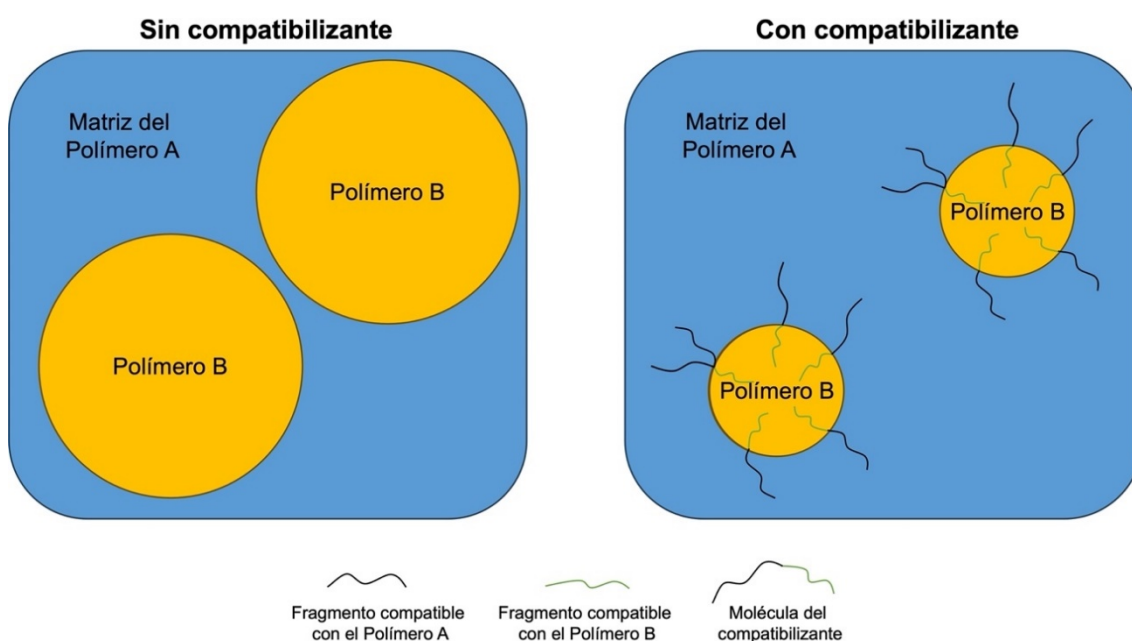 Sin compatibilizante
Matriz del
Polímero A
Polímero B
Polímero B
Con compatibilizante
Matriz del
Polímero A
Polímero B
Polímero B
Fragmento compatible
con el Polímero A
Fragmento compatible
con el Polímero B
Molécula del
compatibilizante